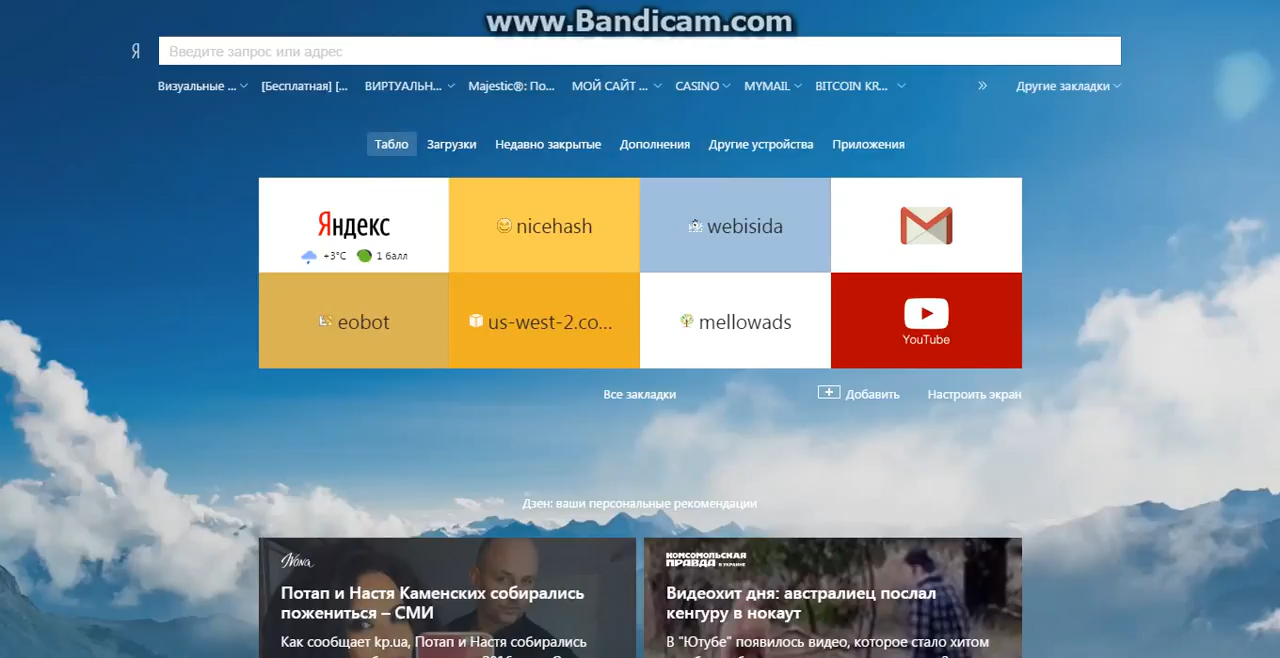 www.Bandicam.com
Я Введите запрос или адрес
Визуальные ... [Бесплатная] [... ВИРТУАЛЬН... Majestic®: По... МОЙ САЙТ ... CASINO MYMAIL BITCOIN KR... » Другие закладки
Табло Загрузки Недавно закрытые Дополнения Другие устройства Приложения
Яндекс
+3°C 1 балл
nicehash
webisida
eobot
us-west-2.co...
mellowads
YouTube
Все закладки Добавить Настроить экран
Дзен: ваши персональные рекомендации
Потап и Настя Каменских собирались
пожениться – СМИ
Как сообщает kp.ua, Потап и Настя собирались
КОМСОМОЛЬСКАЯ
ПРАВДА В УКРАИНЕ
Видеохит дня: австралиец послал
кенгуру в нокаут
В "Ютубе" появилось видео, которое стало хитом